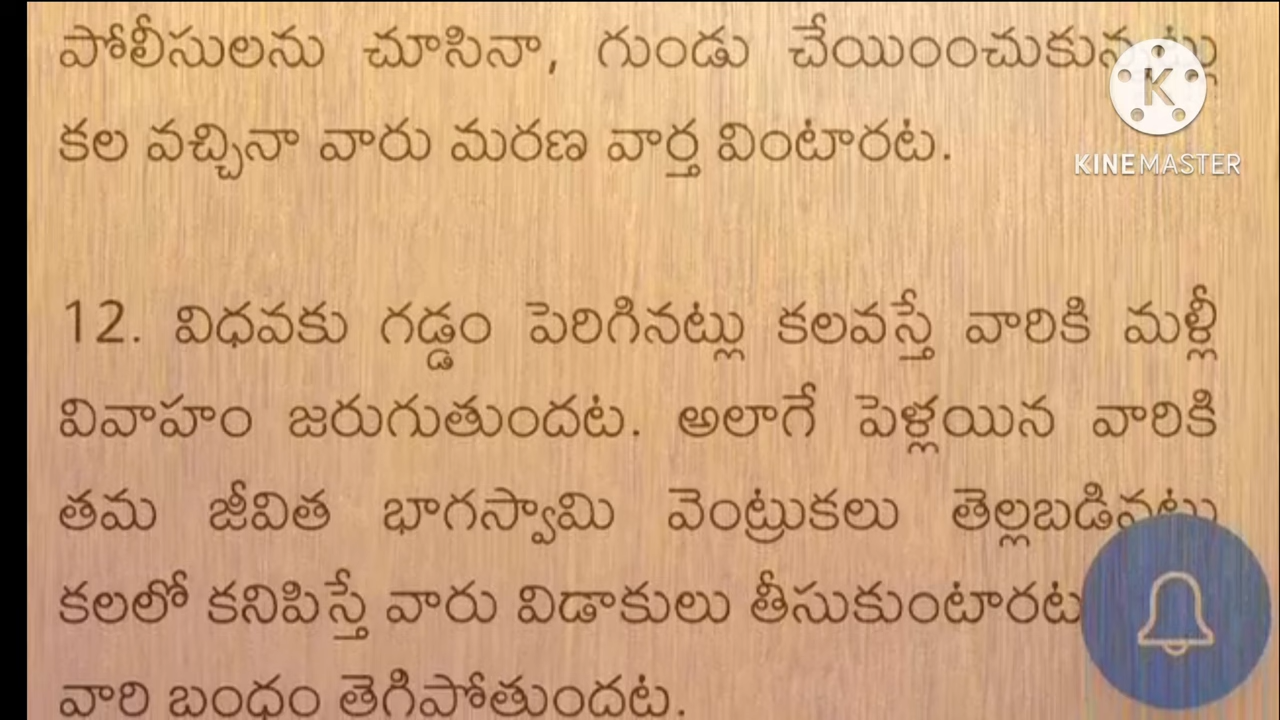 పోలీసులను చూసినా, గుండు చేయించుకున్నట్లు
కల వచ్చినా వారు మరణ వార్త వింటారట.
K
KINEMASTER
12. విధవకు గడ్డం పెరిగినట్లు కలవస్తే వారికి మళ్లీ
వివాహం జరుగుతుందట. అలాగే పెళ్లయిన వారికి
తమ జీవిత భాగస్వామి వెంట్రుకలు తెల్లబడినట్లు
కలలో కనిపిస్తే వారు విడాకులు తీసుకుంటారట
వారి బంధం తెగిపోతుందట.